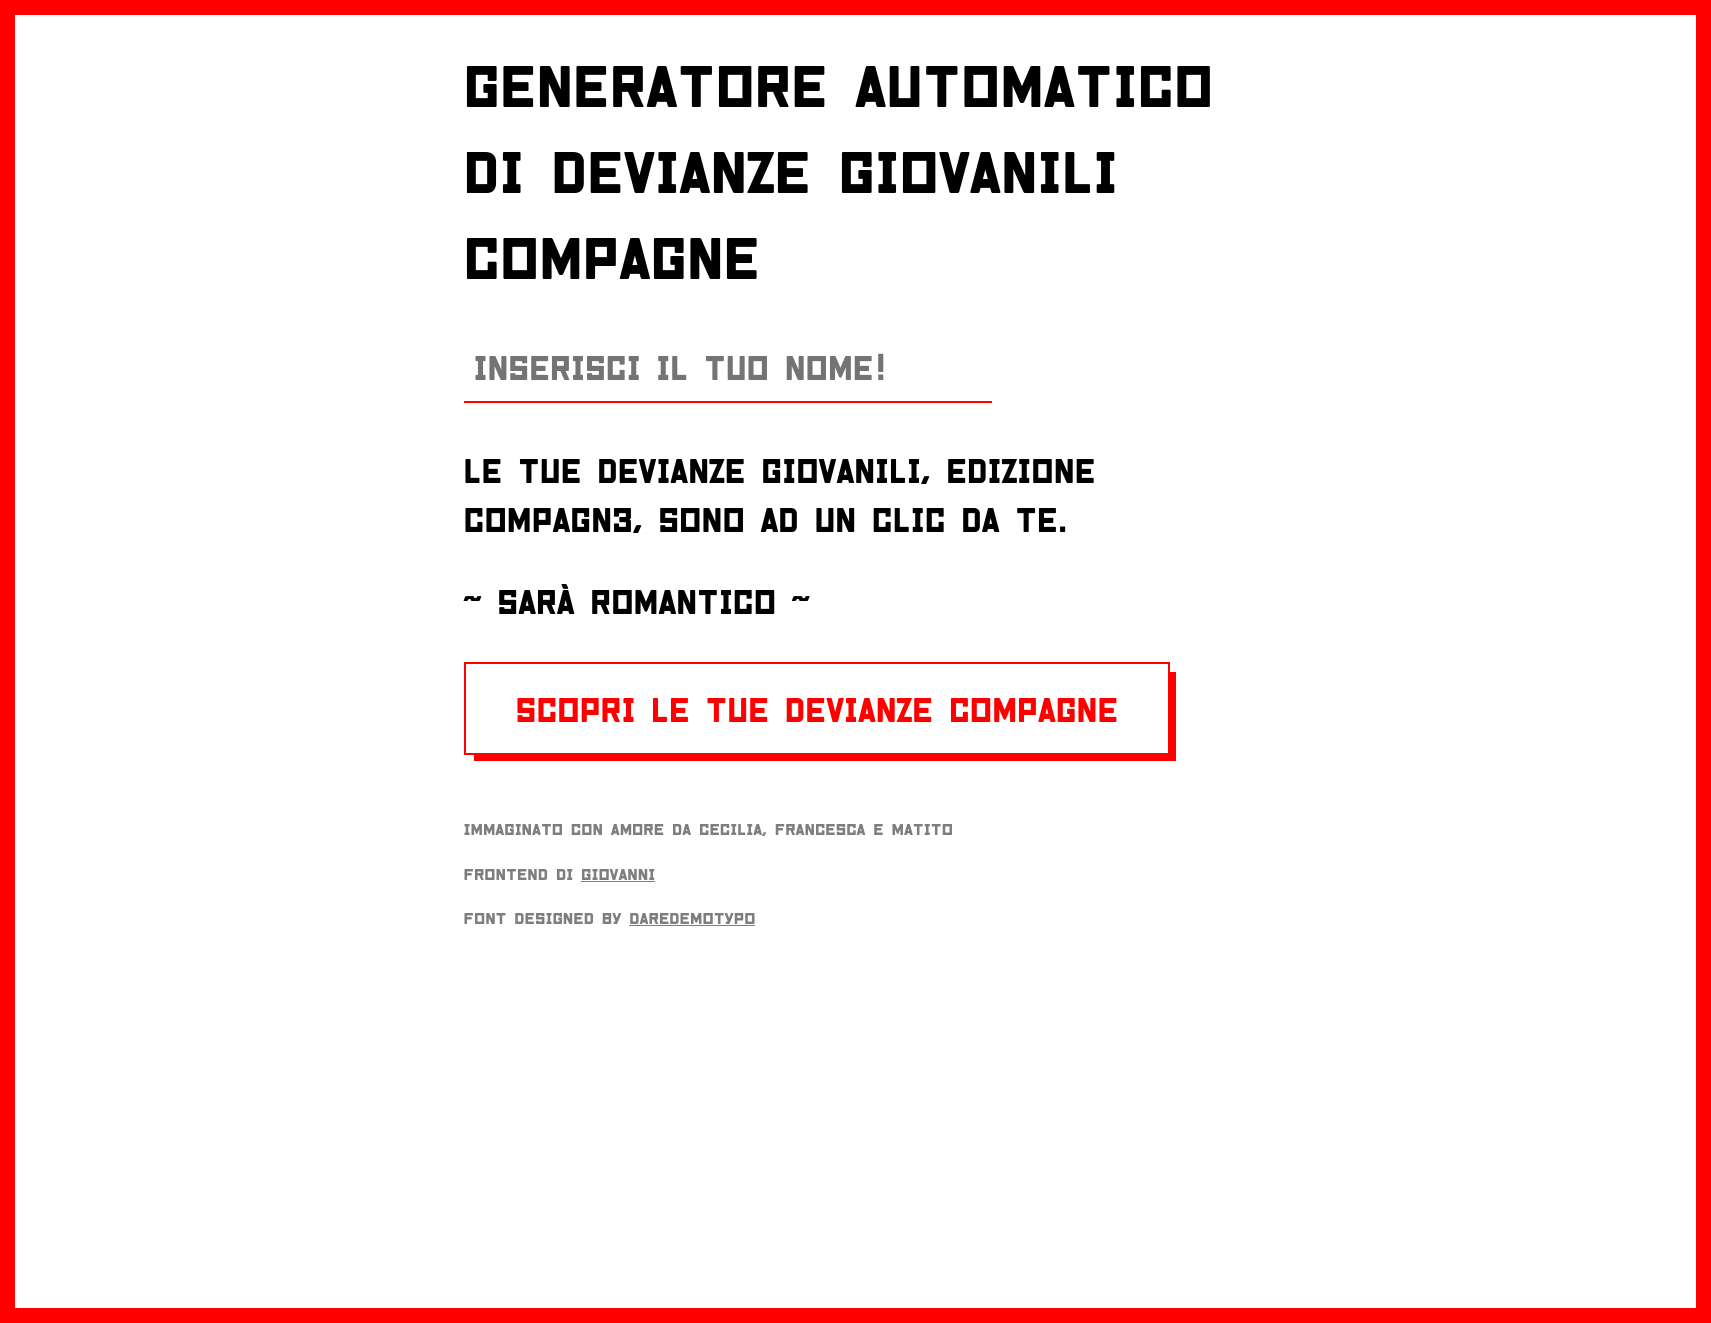 GENERATORE AUTOMATICO
DI DEVIANZE GIOVANILI
COMPAGNE
INSERISCI IL TUO NOME!
LE TUE DEVIANZE GIOVANILI, EDIZIONE
COMPAGN3, SONO AD UN CLIC DA TE.
~ SARÀ ROMANTICO ~
SCOPRI LE TUE DEVIANZE COMPAGNE
IMMAGINATO CON AMORE DA CECILIA, FRANCESCA E MATITO
FRONTEND DI GIOVANNI
FONT DESIGNED BY DAREDEMOTYPO